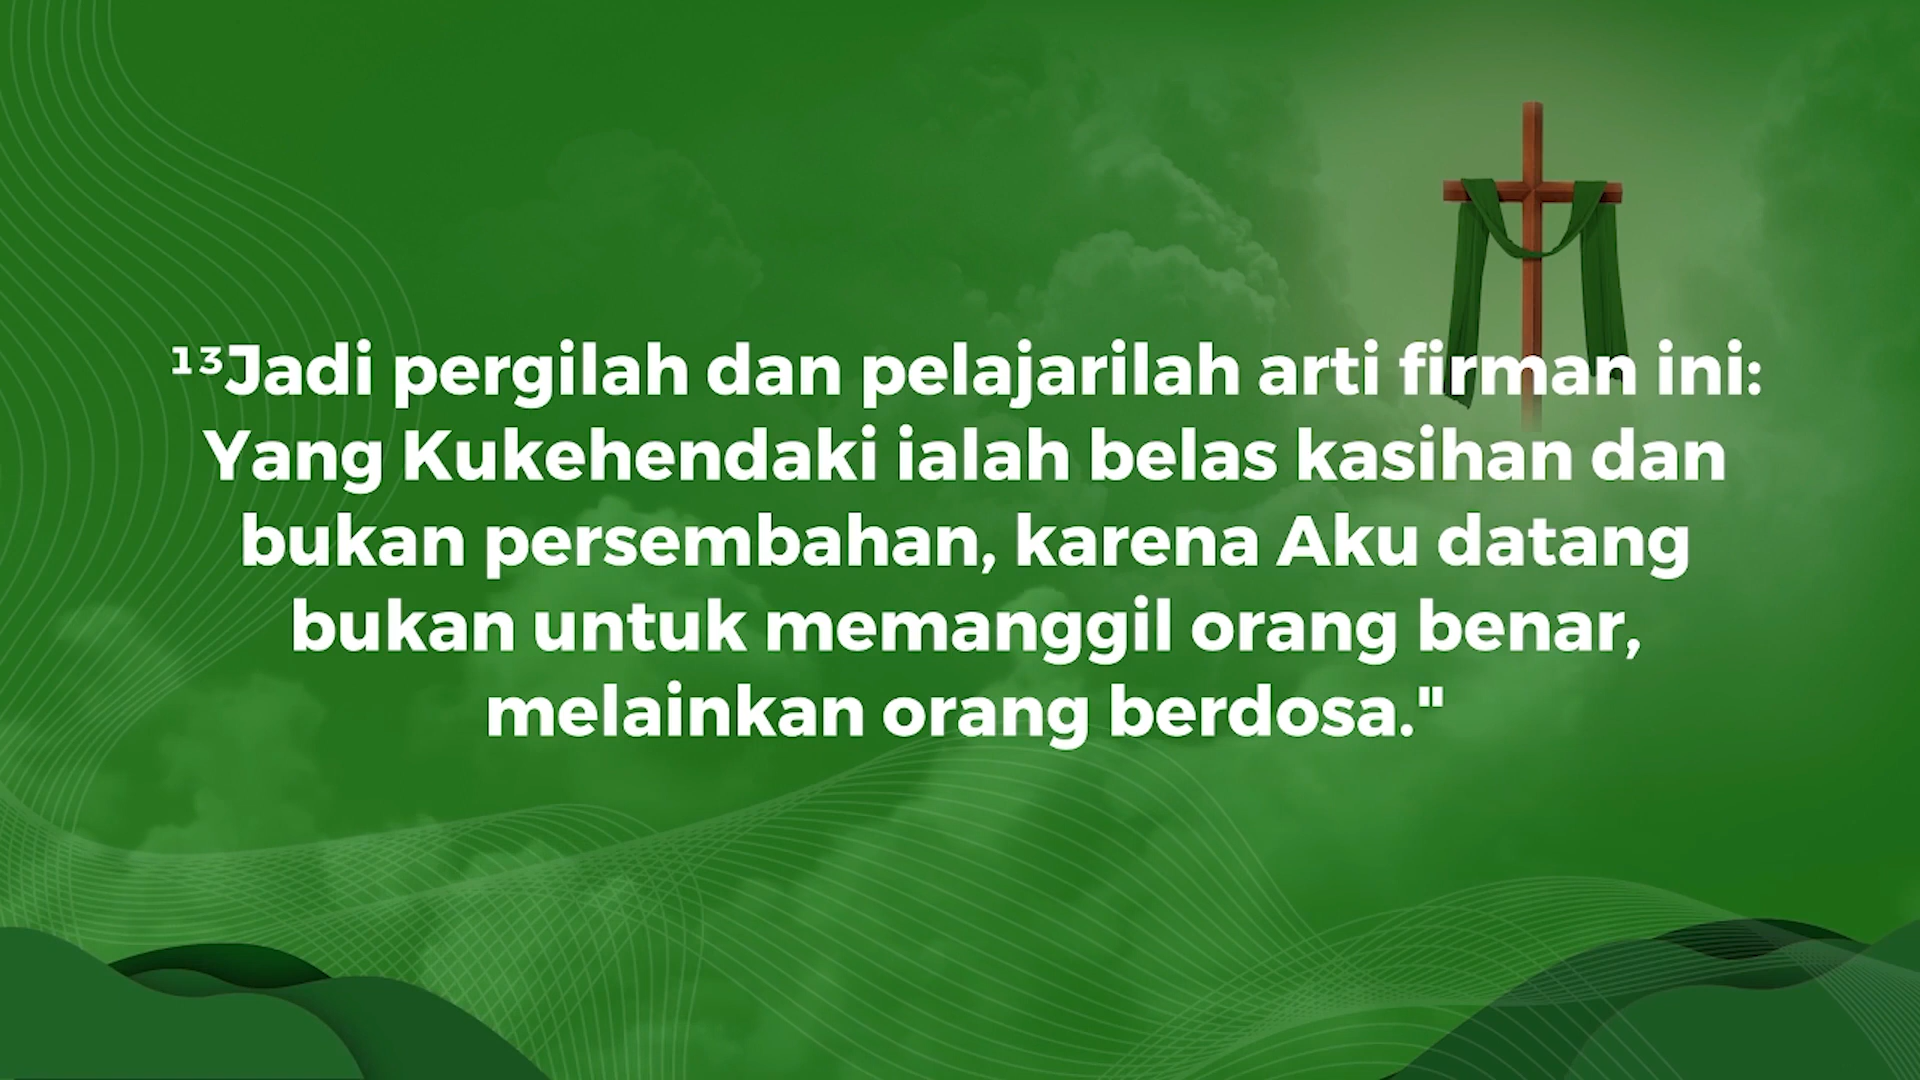 ¹³Jadi pergilah dan pelajarilah arti firman ini:
Yang Kukehendaki ialah belas kasihan dan
bukan persembahan, karena Aku datang
bukan untuk memanggil orang benar,
melainkan orang berdosa."